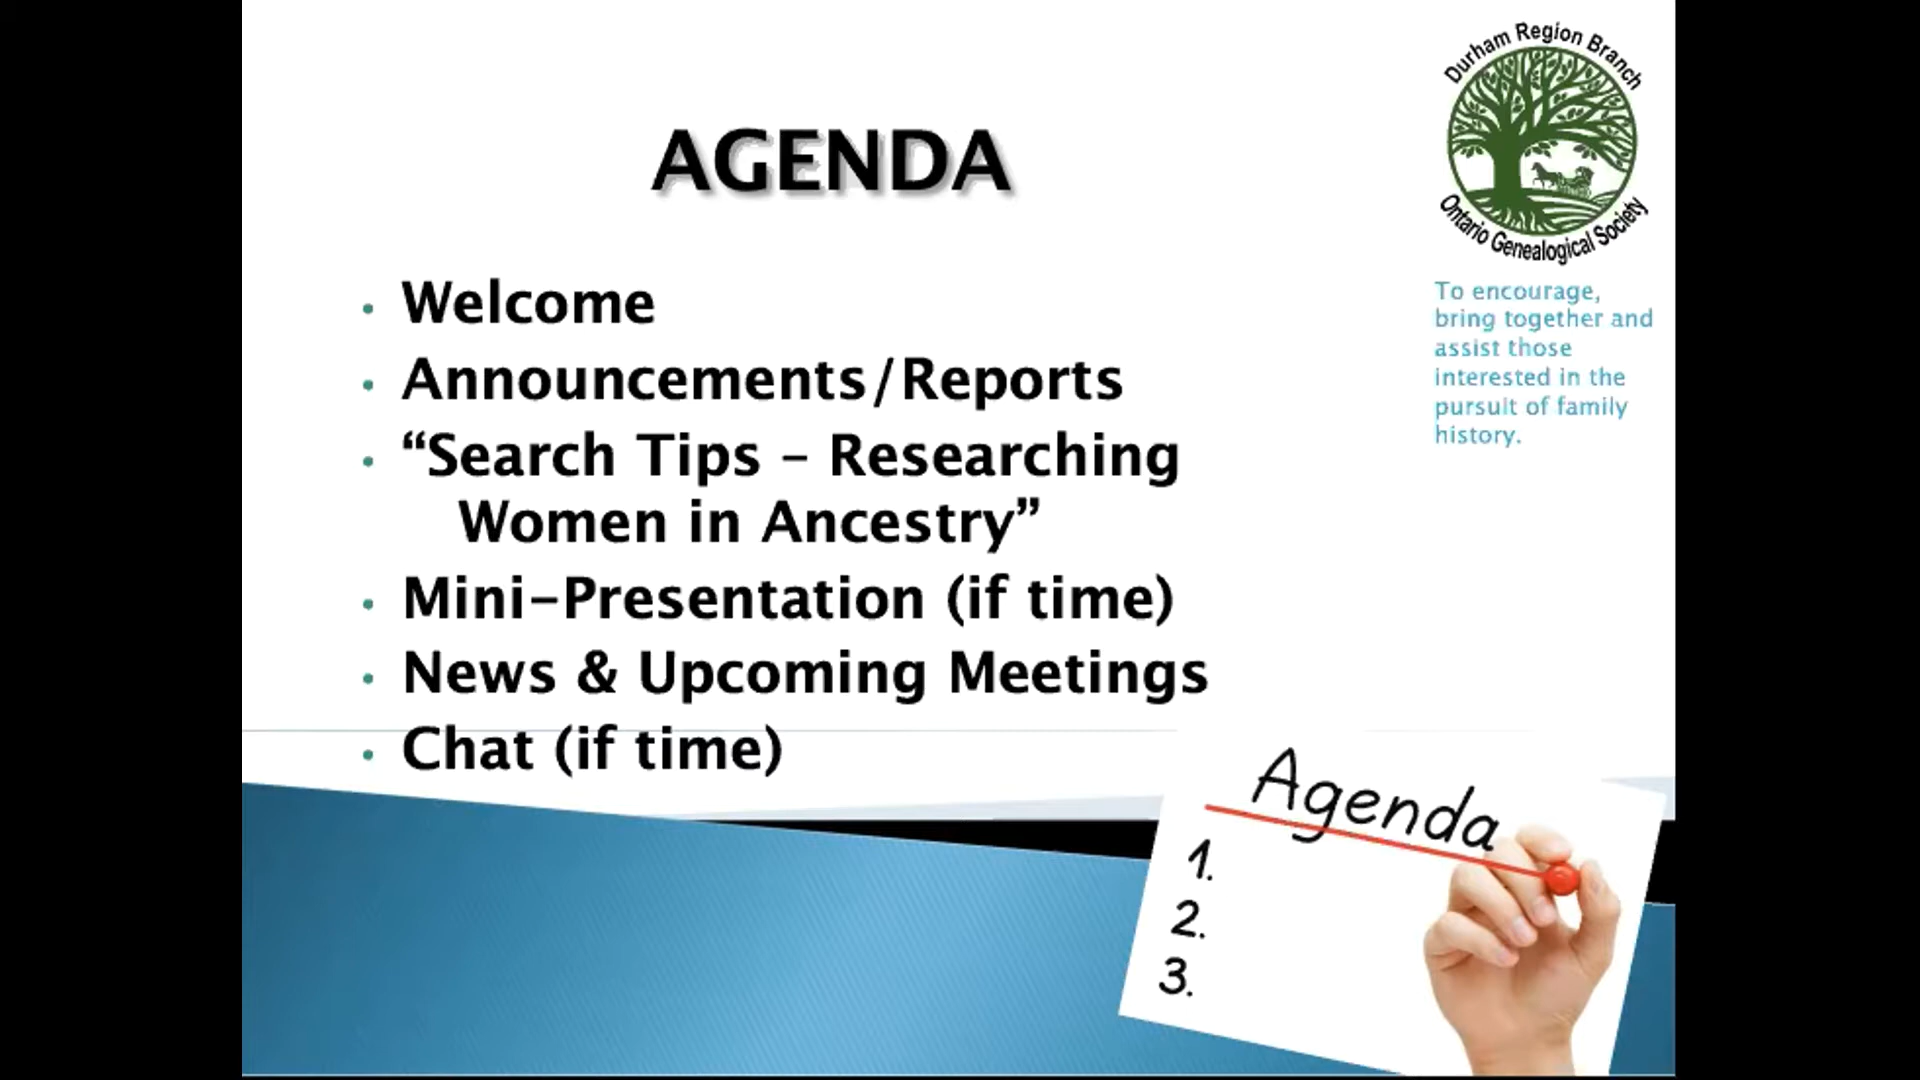 Durham Region Branch
Ontario Genealogical Society
To encourage,
bring together and
assist those
interested in the
pursuit of family
history.
AGENDA
• Welcome
• Announcements/Reports
• “Search Tips – Researching
Women in Ancestry”
• Mini-Presentation (if time)
• News & Upcoming Meetings
• Chat (if time)
Agenda
1.
2.
3.